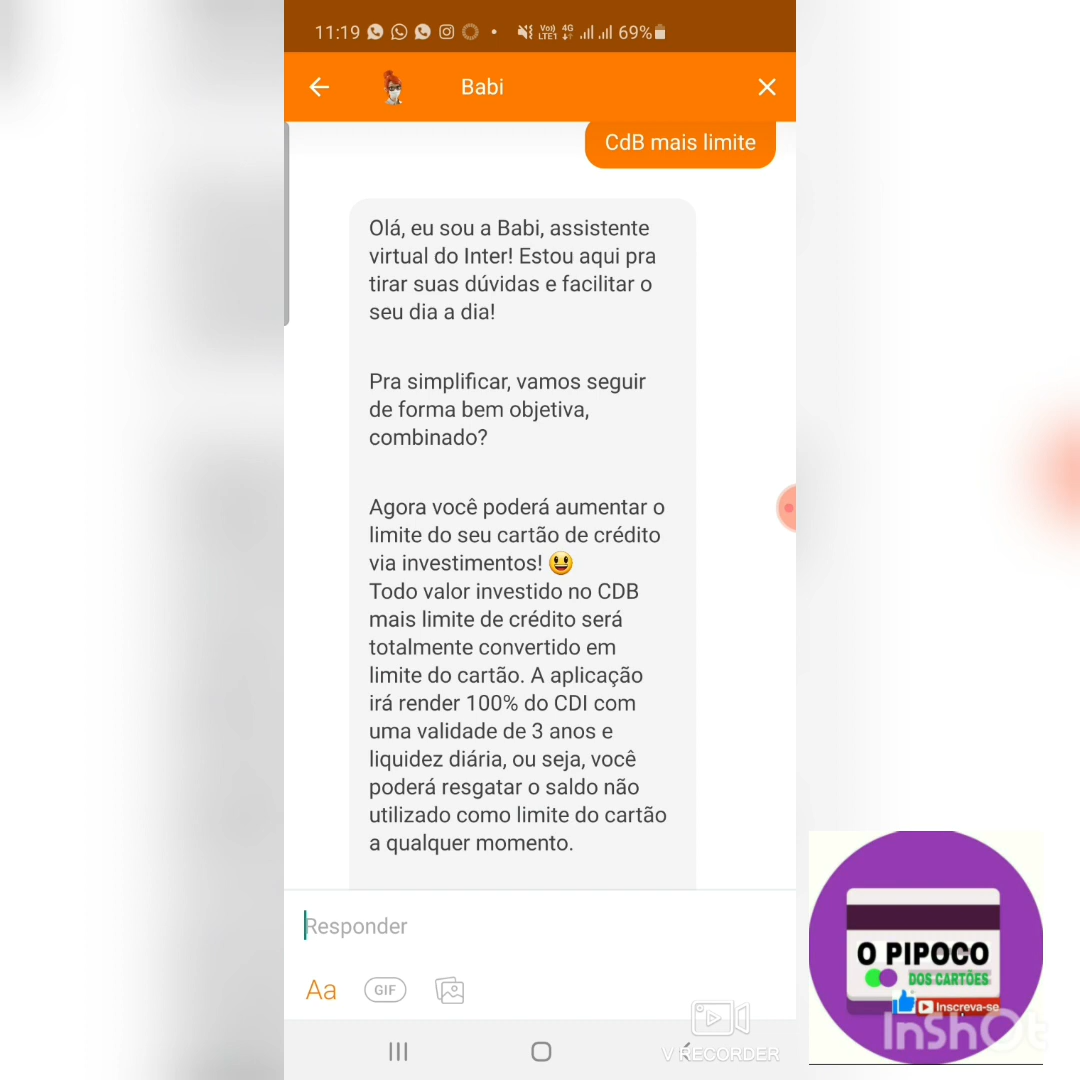 11:19
Vo) 4G
LTE1
69%
Babi
CdB mais limite
Olá, eu sou a Babi, assistente
virtual do Inter! Estou aqui pra
tirar suas dúvidas e facilitar o
seu dia a dia!
Pra simplificar, vamos seguir
de forma bem objetiva,
combinado?
Agora você poderá aumentar o
limite do seu cartão de crédito
via investimentos! 😃
Todo valor investido no CDB
mais limite de crédito será
totalmente convertido em
limite do cartão. A aplicação
irá render 100% do CDI com
uma validade de 3 anos e
liquidez diária, ou seja, você
poderá resgatar o saldo não
utilizado como limite do cartão
a qualquer momento.
Responder
Aa
GIF
V RECORDER
O PIPOCO
DOS CARTÕES
Inscreva-se
InShOt